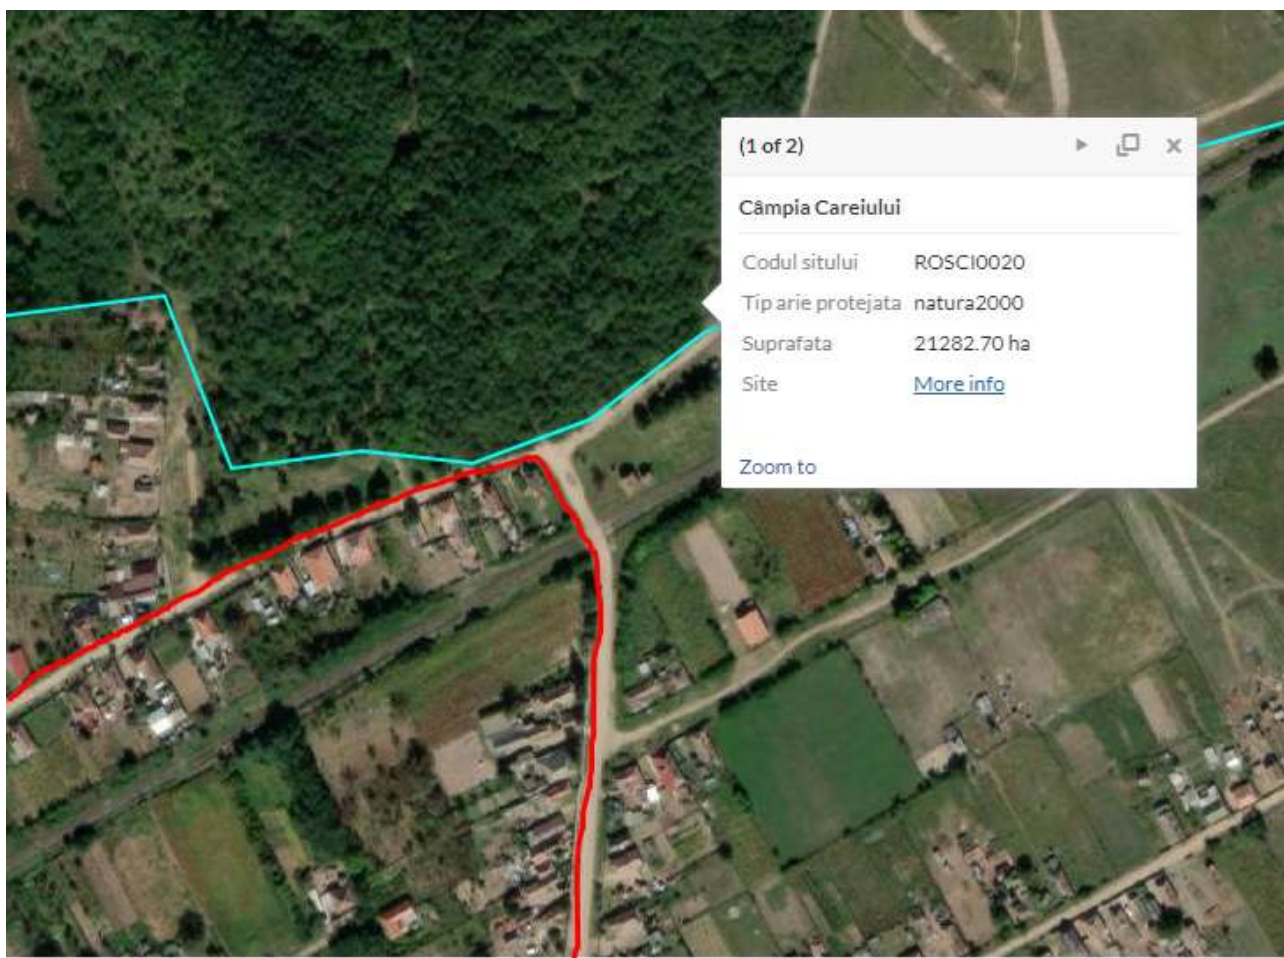 (1 of 2)
Câmpia Careiului
Codul sitului ROSCI0020
Tip arie protejata natura2000
Suprafata 21282.70 ha
Site More info
Zoom to